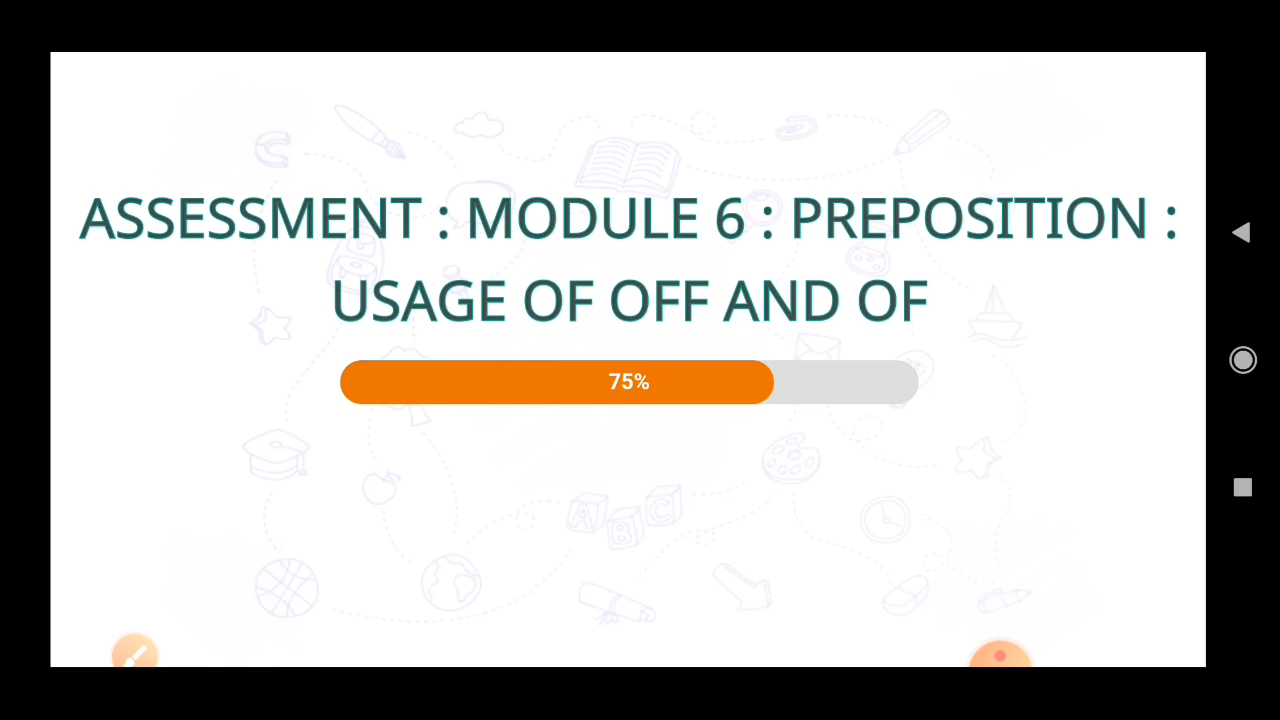 ASSESSMENT : MODULE 6 : PREPOSITION :
USAGE OF OFF AND OF
75%
A B C